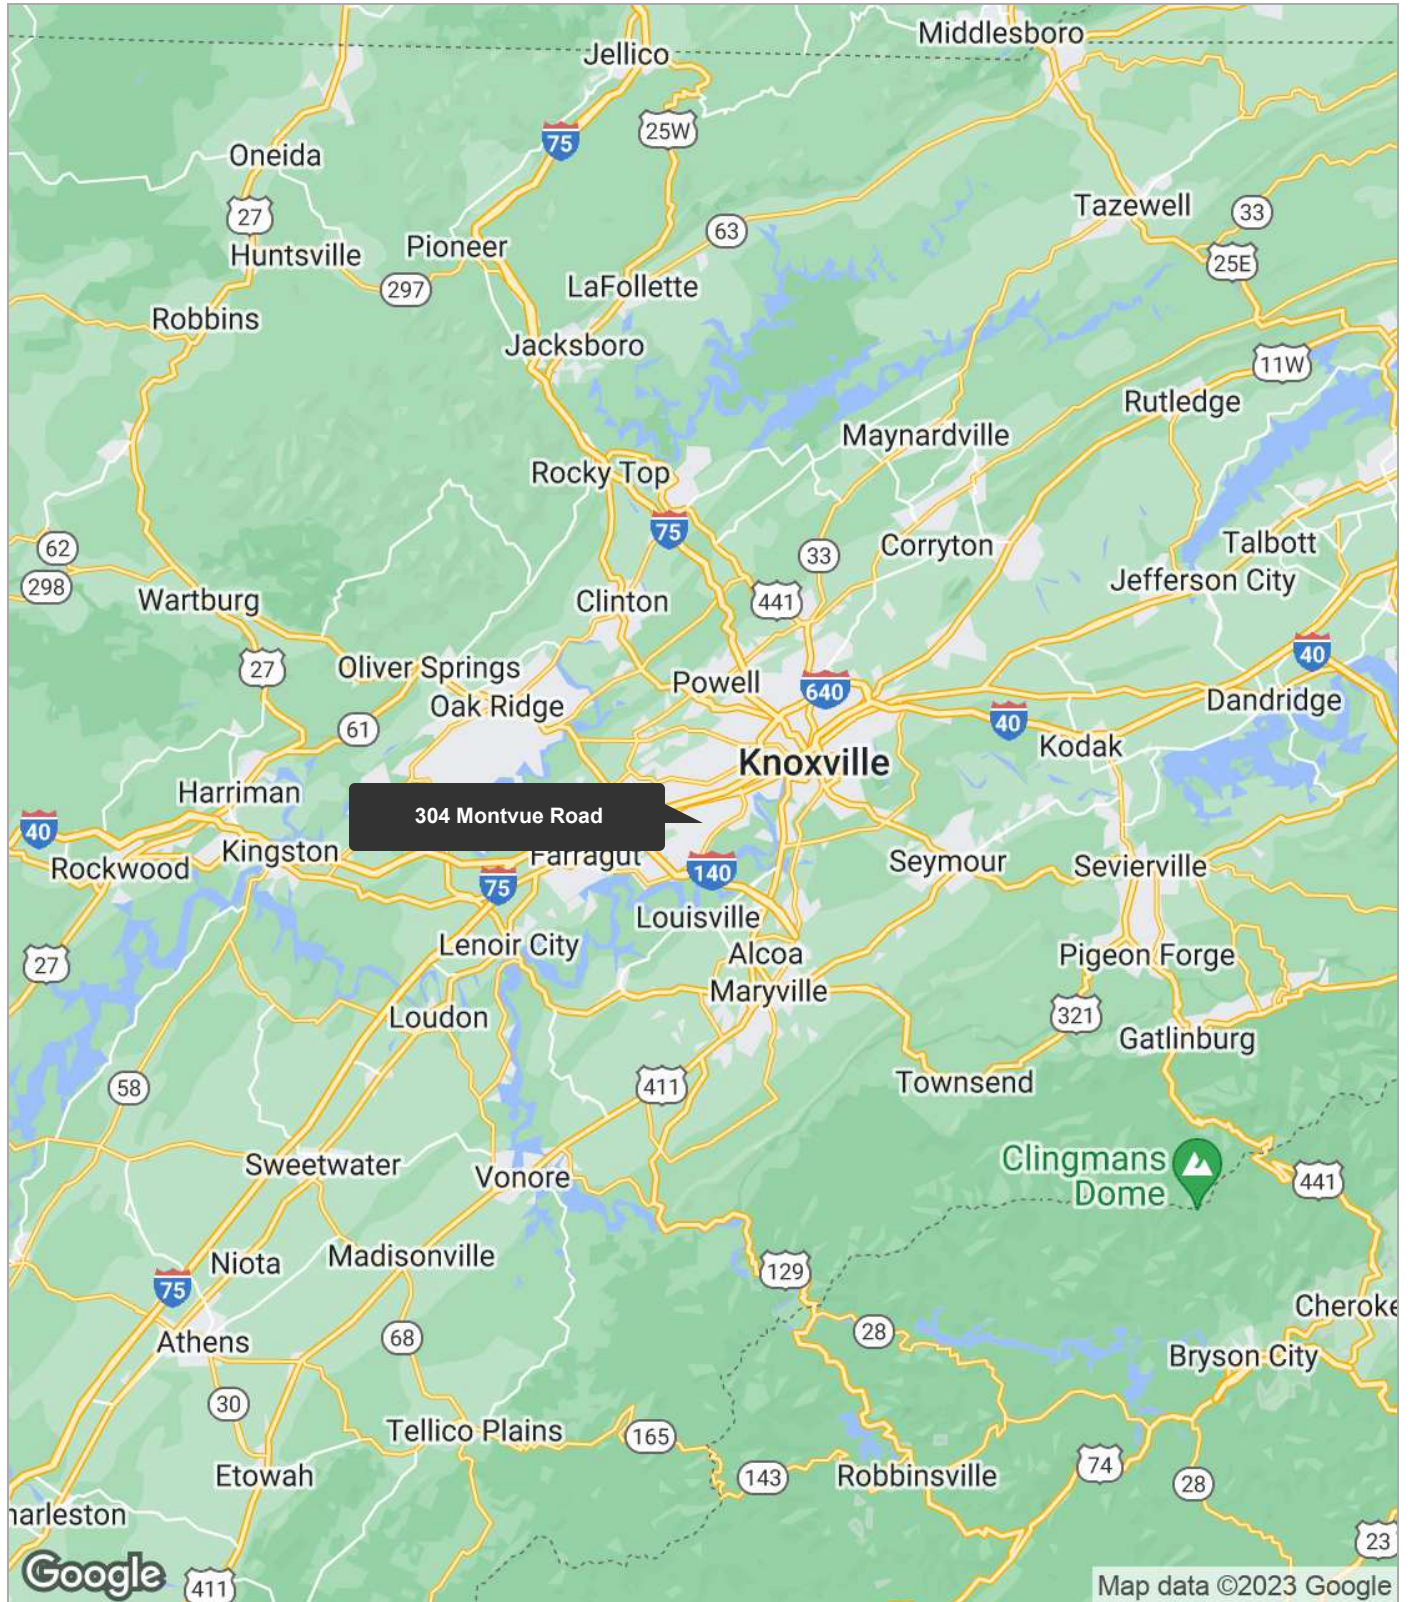 Middlesboro
Jellico
25W
75
Oneida
27
Tazewell
33
63
Huntsville
Pioneer
25E
297
LaFollette
Robbins
Jacksboro
11W
Rutledge
Maynardville
Rocky Top
75
62
33
Corryton
Talbott
298
Jefferson City
Wartburg
Clinton
441
27
Oliver Springs
40
Powell
640
Oak Ridge
Dandridge
61
40
Kodak
Knoxville
Harriman
304 Montvue Road
40
Kingston
Farragut
Rockwood
Seymour
Sevierville
140
75
Louisville
Lenoir City
Alcoa
Pigeon Forge
27
Maryville
Loudon
321
Gatlinburg
58
411
Townsend
Sweetwater
Vonore
Clingmans
Dome
441
Niota
Madisonville
129
75
Cheroke
28
Athens
68
Bryson City
30
Tellico Plains
165
Etowah
143
Robbinsville
74
28
harleston
23
Google
411
Map data ©2023 Google